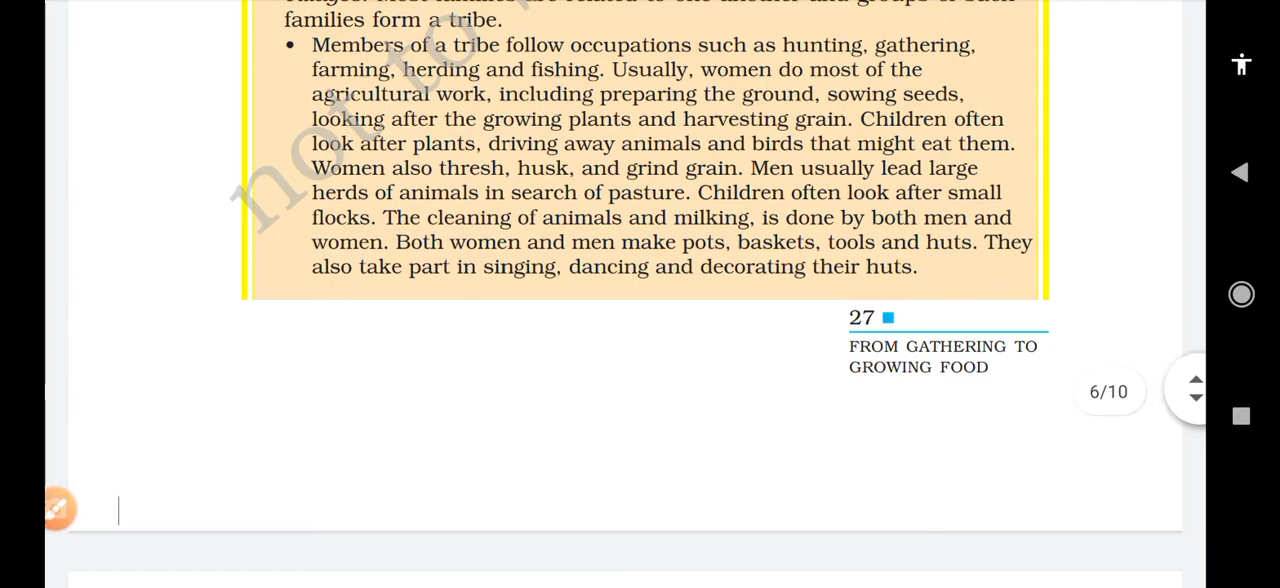 families form a tribe.
• Members of a tribe follow occupations such as hunting, gathering,
farming, herding and fishing. Usually, women do most of the
agricultural work, including preparing the ground, sowing seeds,
looking after the growing plants and harvesting grain. Children often
look after plants, driving away animals and birds that might eat them.
Women also thresh, husk, and grind grain. Men usually lead large
herds of animals in search of pasture. Children often look after small
flocks. The cleaning of animals and milking, is done by both men and
women. Both women and men make pots, baskets, tools and huts. They
also take part in singing, dancing and decorating their huts.
not to
27
FROM GATHERING TO
GROWING FOOD
6/10